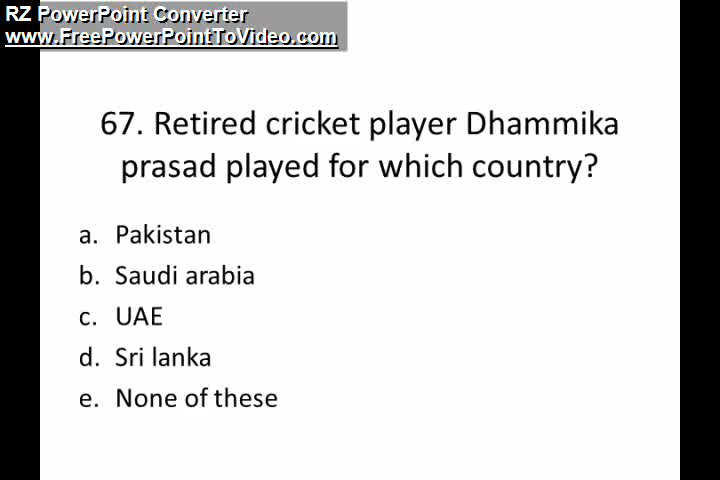 RZ PowerPoint Converter
www.FreePowerPointToVideo.com
67. Retired cricket player Dhammika
prasad played for which country?
a. Pakistan
b. Saudi arabia
c. UAE
d. Sri lanka
e. None of these